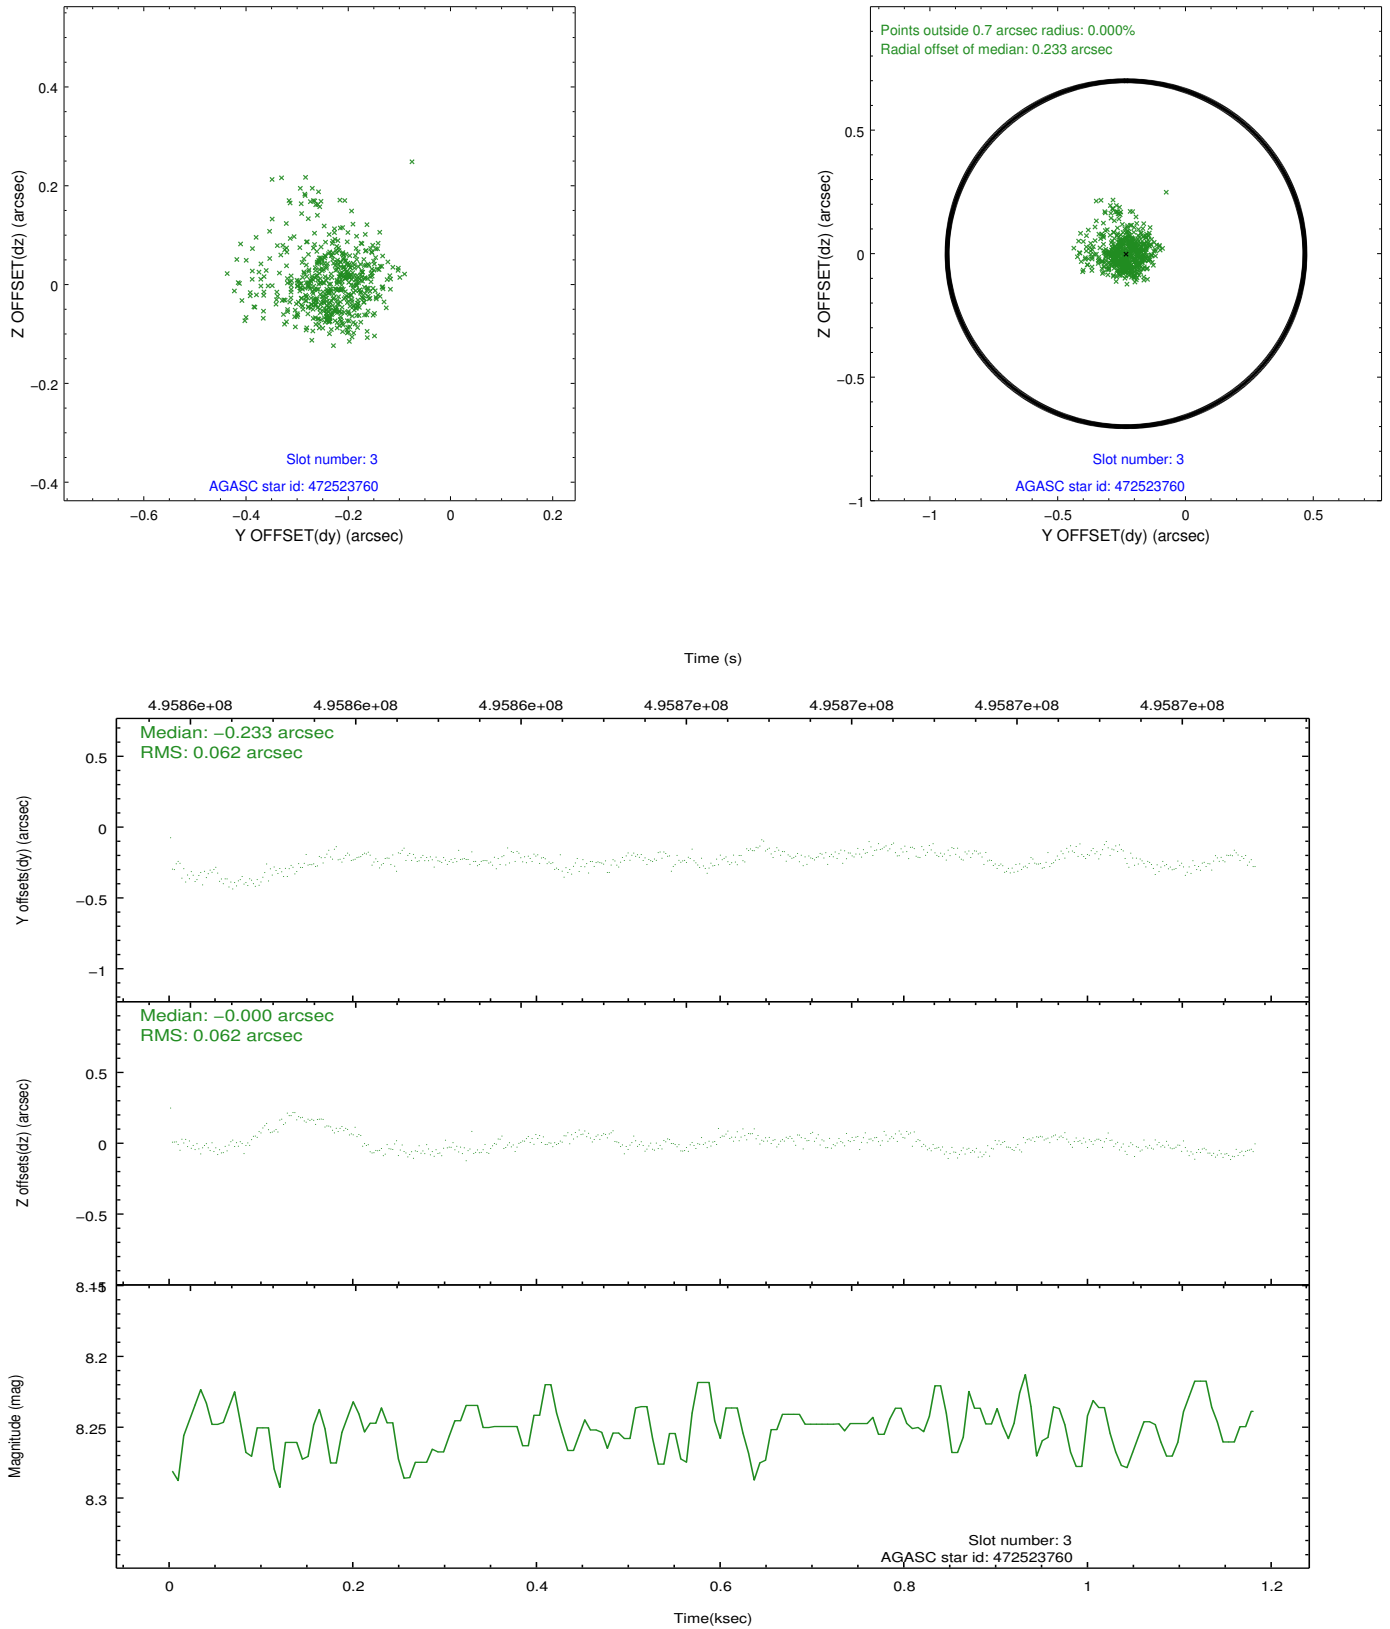 0.4
0.2
0
−0.2
−0.4
Z OFFSET(dz) (arcsec)
Slot number: 3
AGASC star id: 472523760
−0.6 −0.4 −0.2 0 0.2
Y OFFSET(dy) (arcsec)
Points outside 0.7 arcsec radius: 0.000%
Radial offset of median: 0.233 arcsec
0.5
0
−0.5
−1
Z OFFSET(dz) (arcsec)
Slot number: 3
AGASC star id: 472523760
−1 −0.5 0 0.5
Y OFFSET(dy) (arcsec)
Time (s)
4.9586e+08 4.9586e+08 4.9586e+08 4.9587e+08 4.9587e+08 4.9587e+08 4.9587e+08
Median: −0.233 arcsec
RMS: 0.062 arcsec
0.5
0
−0.5
−1
Y offsets(dy) (arcsec)
Median: −0.000 arcsec
RMS: 0.062 arcsec
0.5
0
−0.5
Z offsets(dz) (arcsec)
8.2
8.25
8.3
Magnitude (mag)
Slot number: 3
AGASC star id: 472523760
0 0.2 0.4 0.6 0.8 1 1.2
Time(ksec)